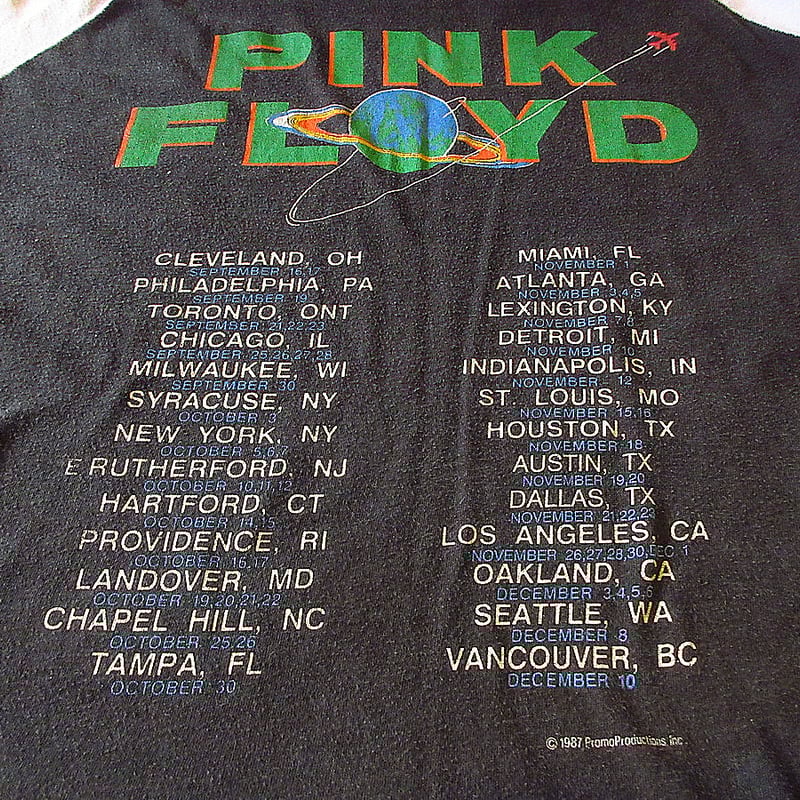 PINK
FLOYD
CLEVELAND, OH
SEPTEMBER 16,17
PHILADELPHIA, PA
SEPTEMBER 19
TORONTO, ONT
SEPTEMBER 21,22,23
CHICAGO, IL
SEPTEMBER 25,26,27,28
MILWAUKEE, WI
SEPTEMBER 30
SYRACUSE, NY
OCTOBER 3
NEW YORK, NY
OCTOBER 5,6,7
E RUTHERFORD, NJ
OCTOBER 10,11,12
HARTFORD, CT
OCTOBER 14,15
PROVIDENCE, RI
OCTOBER 16,17
LANDOVER, MD
OCTOBER 19,20,21,22
CHAPEL HILL, NC
OCTOBER 25,26
TAMPA, FL
OCTOBER 30
MIAMI, FL
NOVEMBER 1
ATLANTA, GA
NOVEMBER 3,4,5
LEXINGTON, KY
NOVEMBER 7,8
DETROIT, MI
NOVEMBER 10
INDIANAPOLIS, IN
NOVEMBER 12
ST. LOUIS, MO
NOVEMBER 15,16
HOUSTON, TX
NOVEMBER 18
AUSTIN, TX
NOVEMBER 19,20
DALLAS, TX
NOVEMBER 21,22,23
LOS ANGELES, CA
NOVEMBER 26,27,28,30,DEC 1
OAKLAND, CA
DECEMBER 3,4,5,6
SEATTLE, WA
DECEMBER 8
VANCOUVER, BC
DECEMBER 10
© 1987 PromoProductions, Inc.